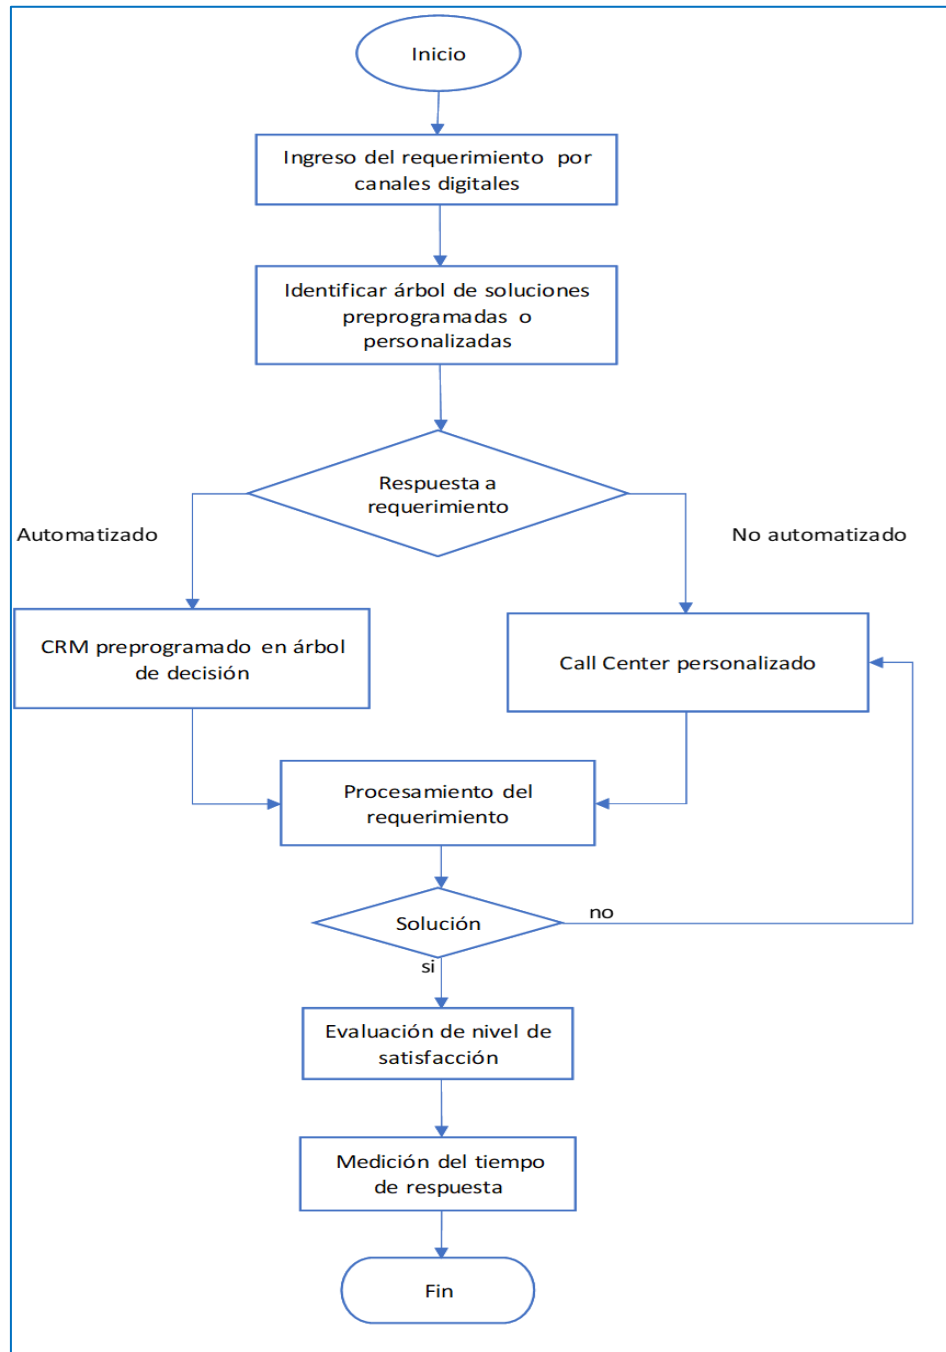 Inicio
Ingreso del requerimiento por
canales digitales
Identificar árbol de soluciones
preprogramadas o
personalizadas
Respuesta a
requerimiento
Automatizado
No automatizado
CRM preprogramado en árbol
de decisión
Call Center personalizado
Procesamiento del
requerimiento
Solución
no
si
Evaluación de nivel de
satisfacción
Medición del tiempo
de respuesta
Fin